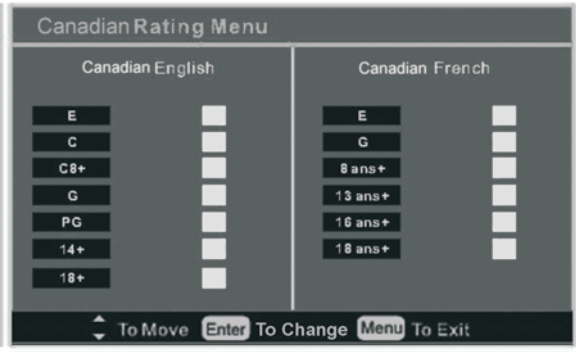 Canadian Rating Menu
Canadian English
E
C
C8+
G
PG
14+
18+
Canadian French
E
G
8 ans+
13 ans+
16 ans+
18 ans+
To Move Enter To Change Menu To Exit